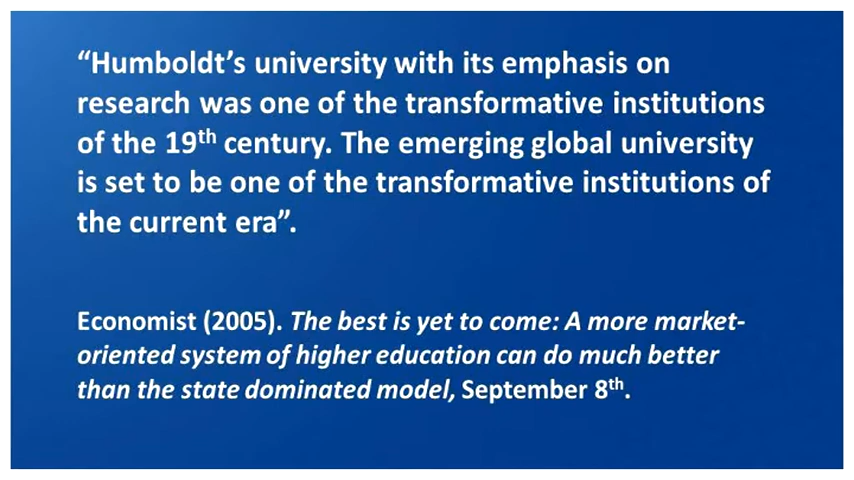 “Humboldt’s university with its emphasis on
research was one of the transformative institutions
of the 19th century. The emerging global university
is set to be one of the transformative institutions of
the current era”.
Economist (2005). The best is yet to come: A more market-
oriented system of higher education can do much better
than the state dominated model, September 8th.